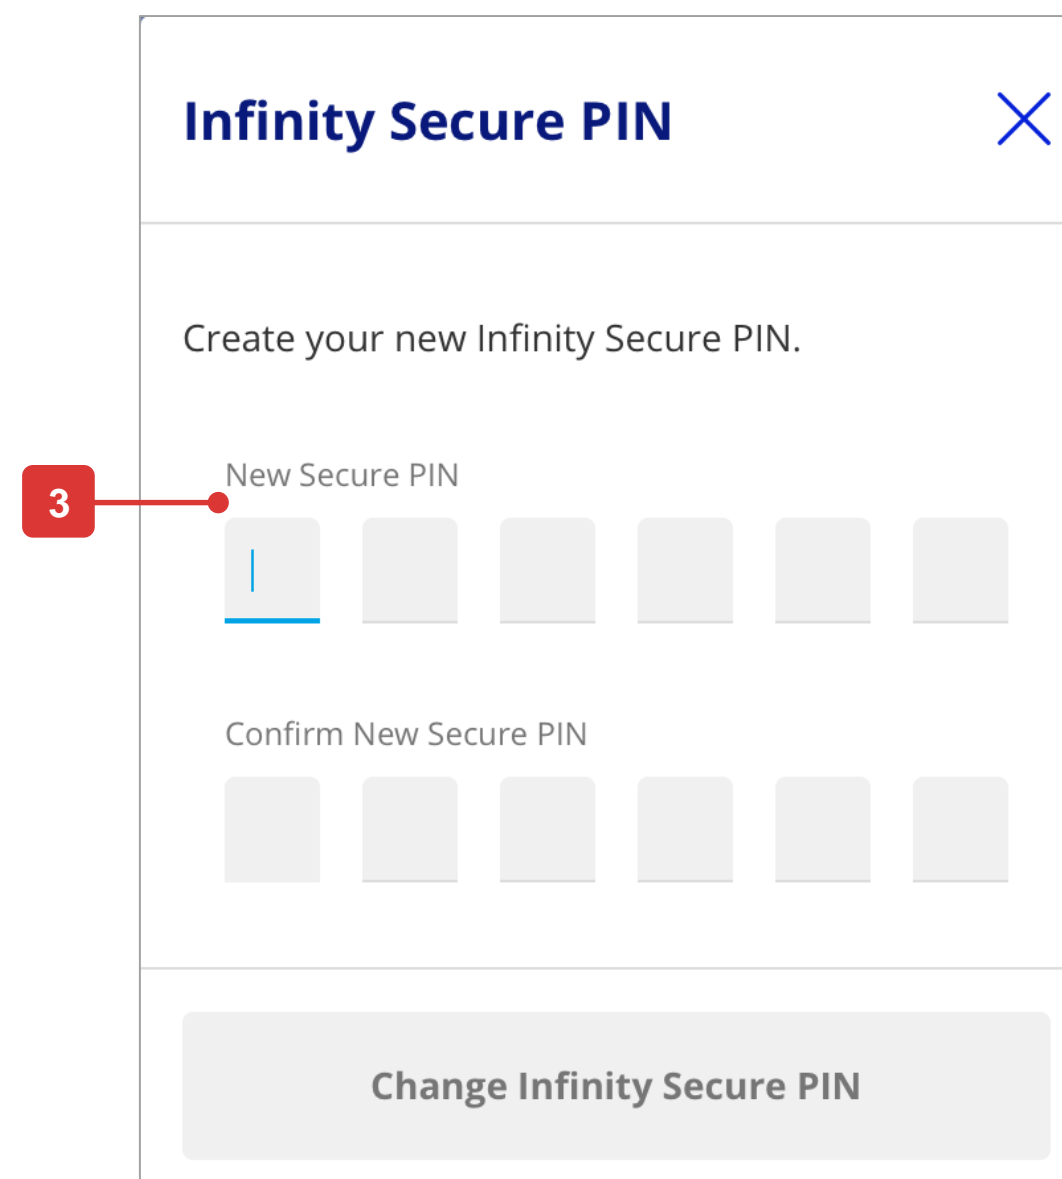 Infinity Secure PIN
Create your new Infinity Secure PIN.
New Secure PIN
3
Confirm New Secure PIN
Change Infinity Secure PIN